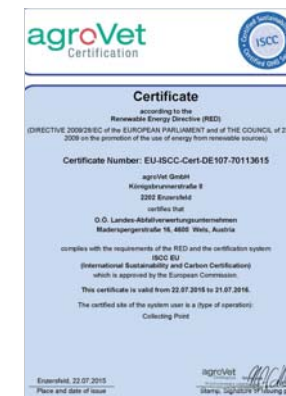 agroVet
Certification
ISCC
Certificate
according to the
Renewable Energy Directive (RED)
(DIRECTIVE 2009/28/EC of the EUROPEAN PARLIAMENT and of THE COUNCIL of 2
2009 on the promotion of the use of energy from renewable sources)
Certificate Number: EU-ISCC-Cert-DE107-70113615
agroVet GmbH
Königsbrunnerstraße 8
2202 Enzersfeld
certifies that
O.Ö. Landes-Abfallverwertungsunternehmen
Maderspergerstraße 16, 4600 Wels, Austria
complies with the requirements of the RED and the certification system
ISCC EU
(International Sustainability and Carbon Certification)
which is approved by the European Commission.
This certificate is valid from 22.07.2015 to 21.07.2016.
The certified site of the system user is a (type of operation):
Collecting Point
agroVet
Enzersfeld, 22.07.2015
Place and date of issue
Stamp, Signature of issuing